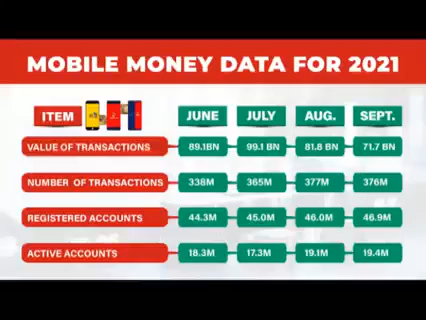 MOBILE MONEY DATA FOR 2021
ITEM JUNE JULY AUG. SEPT.
VALUE OF TRANSACTIONS 89.1BN 99.1 BN 81.8 BN 71.7 BN
NUMBER OF TRANSACTIONS 338M 365M 377M 376M
REGISTERED ACCOUNTS 44.3M 45.0M 46.0M 46.9M
ACTIVE ACCOUNTS 18.3M 17.3M 19.1M 19.4M